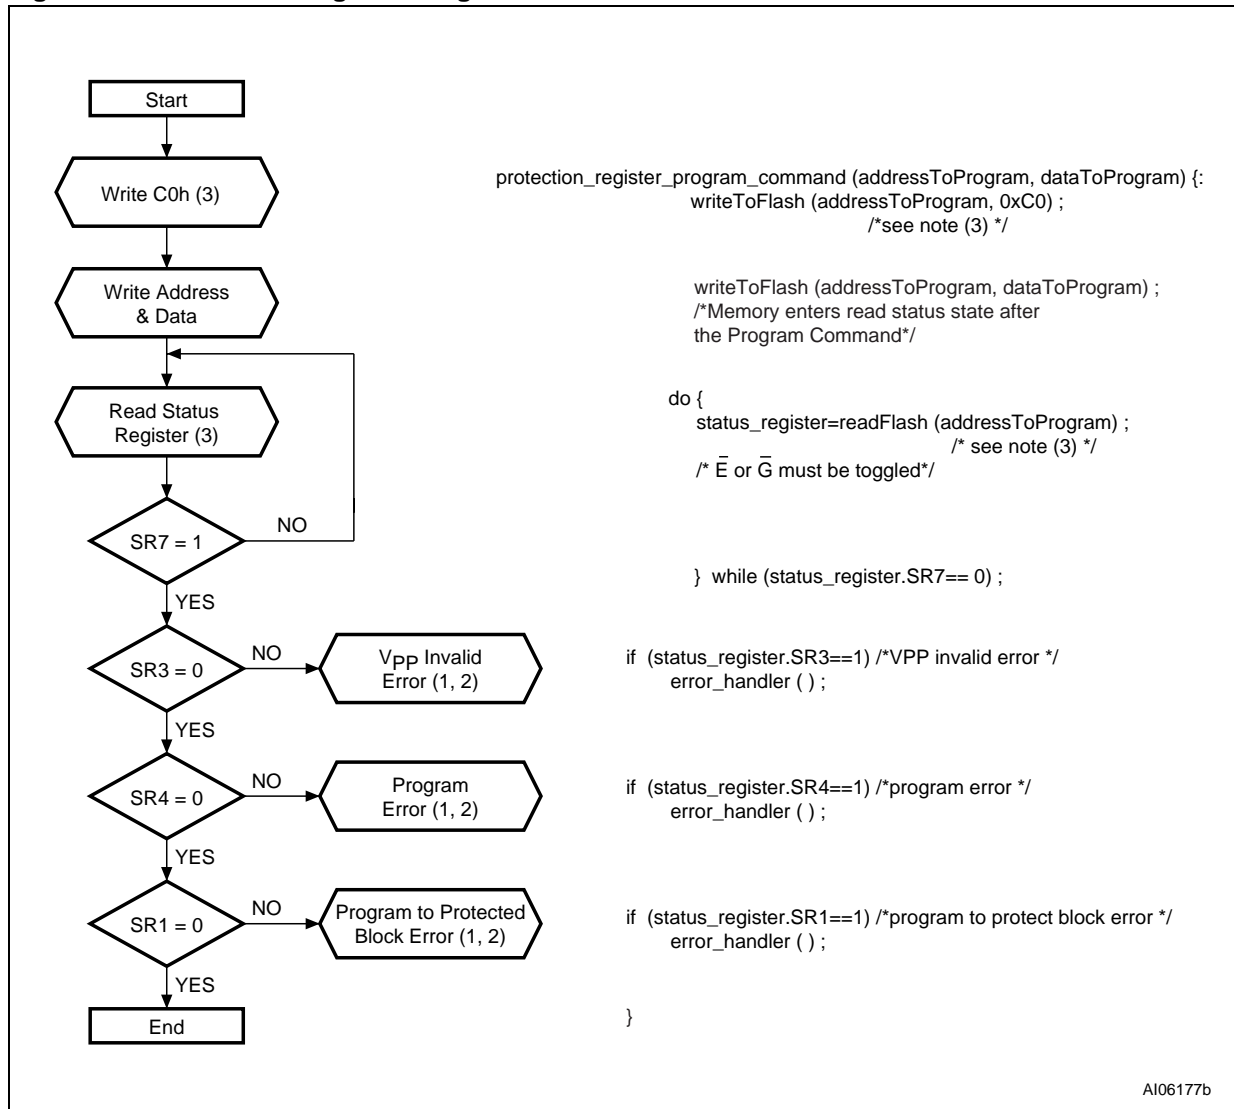 Start
Write C0h (3)
protection_register_program_command (addressToProgram, dataToProgram) {:
writeToFlash (addressToProgram, 0xC0) ;
/*see note (3) */
Write Address
& Data
writeToFlash (addressToProgram, dataToProgram) ;
/*Memory enters read status state after
the Program Command*/
Read Status
Register (3)
do {
status_register=readFlash (addressToProgram) ;
/* see note (3) */
/* E̅ or G̅ must be toggled*/
SR7 = 1
NO
} while (status_register.SR7== 0) ;
YES
SR3 = 0
NO
VPP Invalid
Error (1, 2)
if (status_register.SR3==1) /*VPP invalid error */
error_handler ( ) ;
YES
SR4 = 0
NO
Program
Error (1, 2)
if (status_register.SR4==1) /*program error */
error_handler ( ) ;
YES
SR1 = 0
NO
Program to Protected
Block Error (1, 2)
if (status_register.SR1==1) /*program to protect block error */
error_handler ( ) ;
YES
End
}
AI06177b